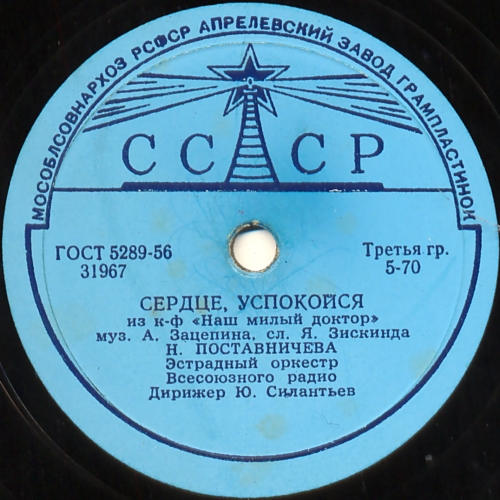 МОСОБЛСОВНАРХОЗ РСФСР АПРЕЛЕВСКИЙ ЗАВОД ГРАМПЛАСТИНОК
СССР
ГОСТ 5289-56
31967
Третья гр.
5-70
СЕРДЦЕ, УСПОКОЙСЯ
из к-ф «Наш милый доктор»
муз. А. Зацепина, сл. Я. Зискинда
Н. ПОСТАВНИЧЕВА
Эстрадный оркестр
Всесоюзного радио
Дирижер Ю. Силантьев